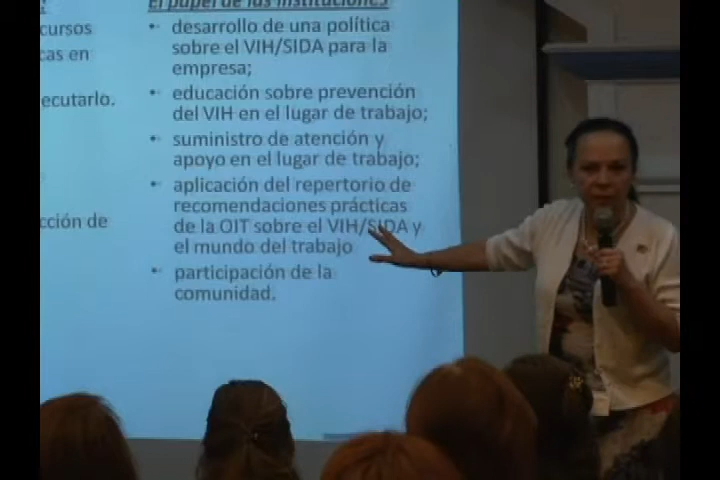 cursos
cas en
ecutarlo.
cción de
El papel de las instituciones
• desarrollo de una política
sobre el VIH/SIDA para la
empresa;
• educación sobre prevención
del VIH en el lugar de trabajo;
• suministro de atención y
apoyo en el lugar de trabajo;
• aplicación del repertorio de
recomendaciones prácticas
de la OIT sobre el VIH/SIDA y
el mundo del trabajo
• participación de la
comunidad.